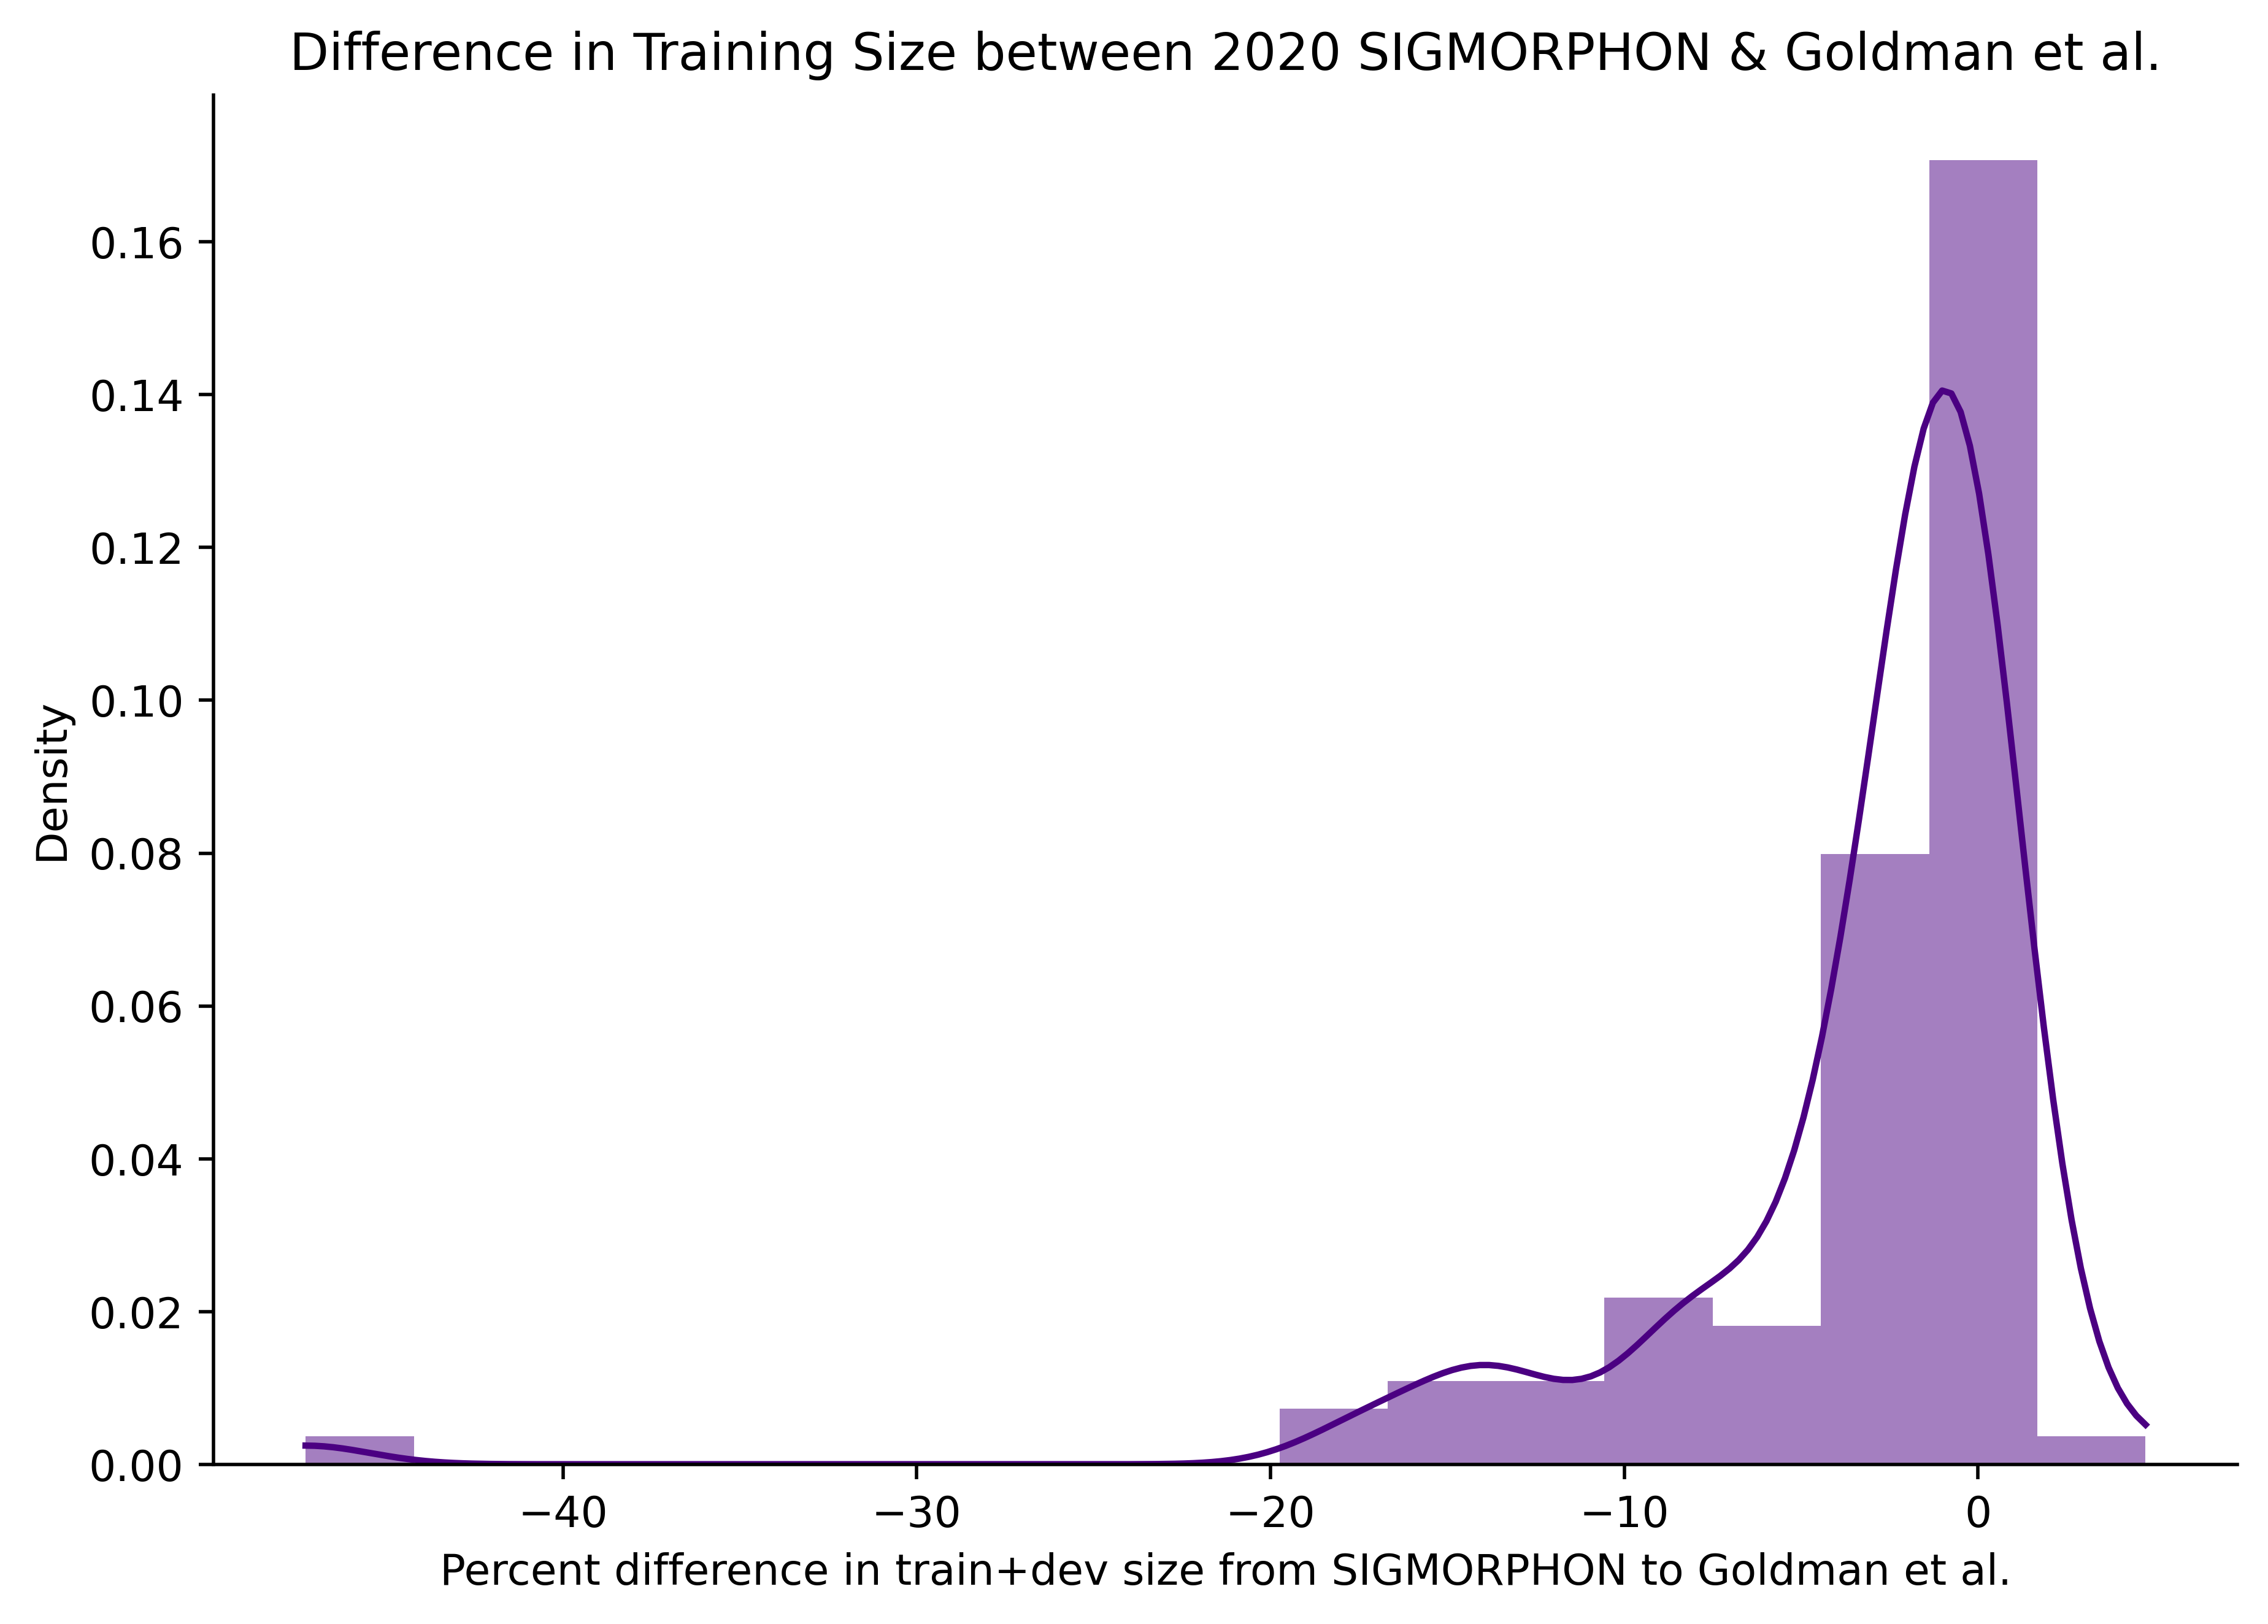 Difference in Training Size between 2020 SIGMORPHON & Goldman et al.
Density
0.16
0.14
0.12
0.10
0.08
0.06
0.04
0.02
0.00
−40 −30 −20 −10 0
Percent difference in train+dev size from SIGMORPHON to Goldman et al.